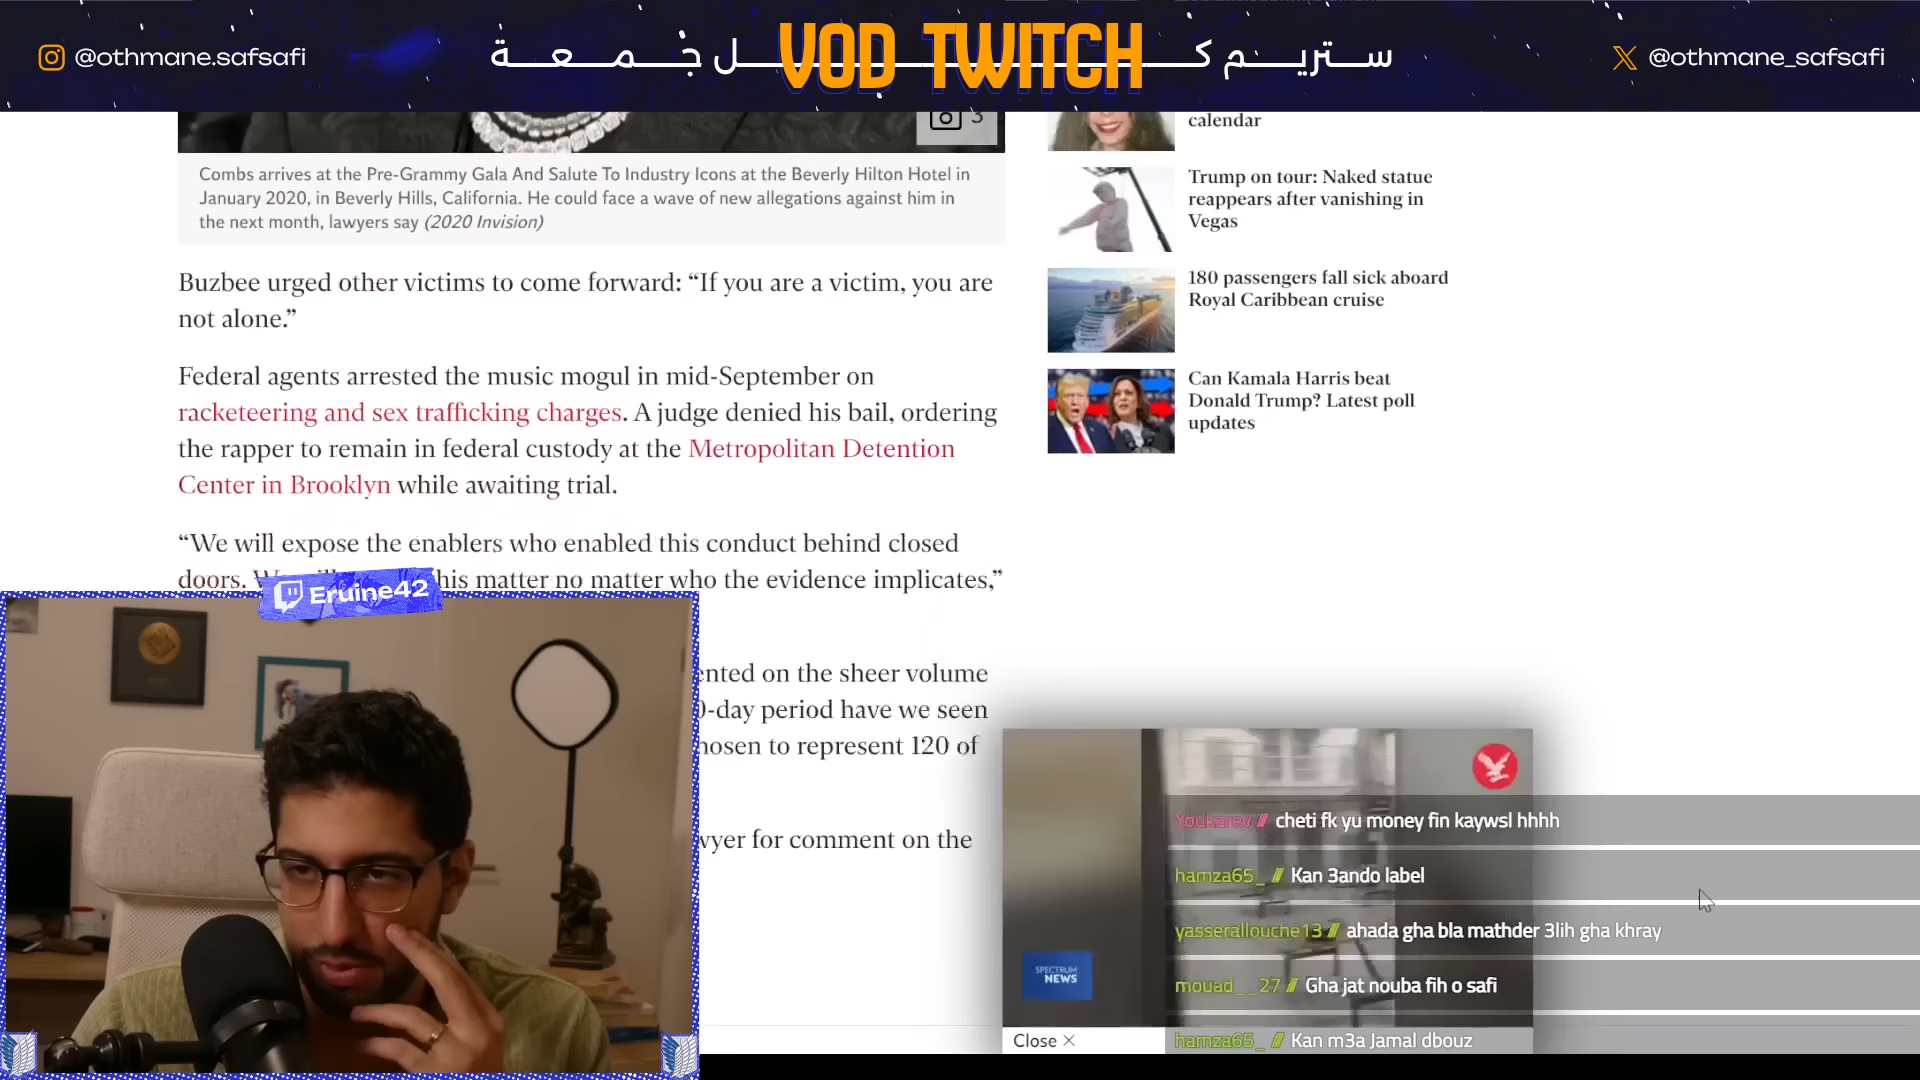 @othmane.safsafi
ستريم كل جمعة
VOD TWITCH
@othmane_safsafi
3
Combs arrives at the Pre-Grammy Gala And Salute To Industry Icons at the Beverly Hilton Hotel in
January 2020, in Beverly Hills, California. He could face a wave of new allegations against him in
the next month, lawyers say (2020 Invision)
Buzbee urged other victims to come forward: “If you are a victim, you are
not alone.”
Federal agents arrested the music mogul in mid-September on
racketeering and sex trafficking charges. A judge denied his bail, ordering
the rapper to remain in federal custody at the Metropolitan Detention
Center in Brooklyn while awaiting trial.
“We will expose the enablers who enabled this conduct behind closed
doors. this matter no matter who the evidence implicates,”
on the sheer volume
0-day period have we seen
to represent 120 of
for comment on the
calendar
Trump on tour: Naked statue
reappears after vanishing in
Vegas
180 passengers fall sick aboard
Royal Caribbean cruise
Can Kamala Harris beat
Donald Trump? Latest poll
updates
Eruine42
SPECTRUM
NEWS
Youkarev // cheti fk yu money fin kaywsl hhhh
hamza65_ // Kan 3ando label
yasserallouche13 // ahada gha bla mathder 3lih gha khray
mouad__27 // Gha jat nouba fih o safi
hamza65_ // Kan m3a Jamal dbouz
Close ×